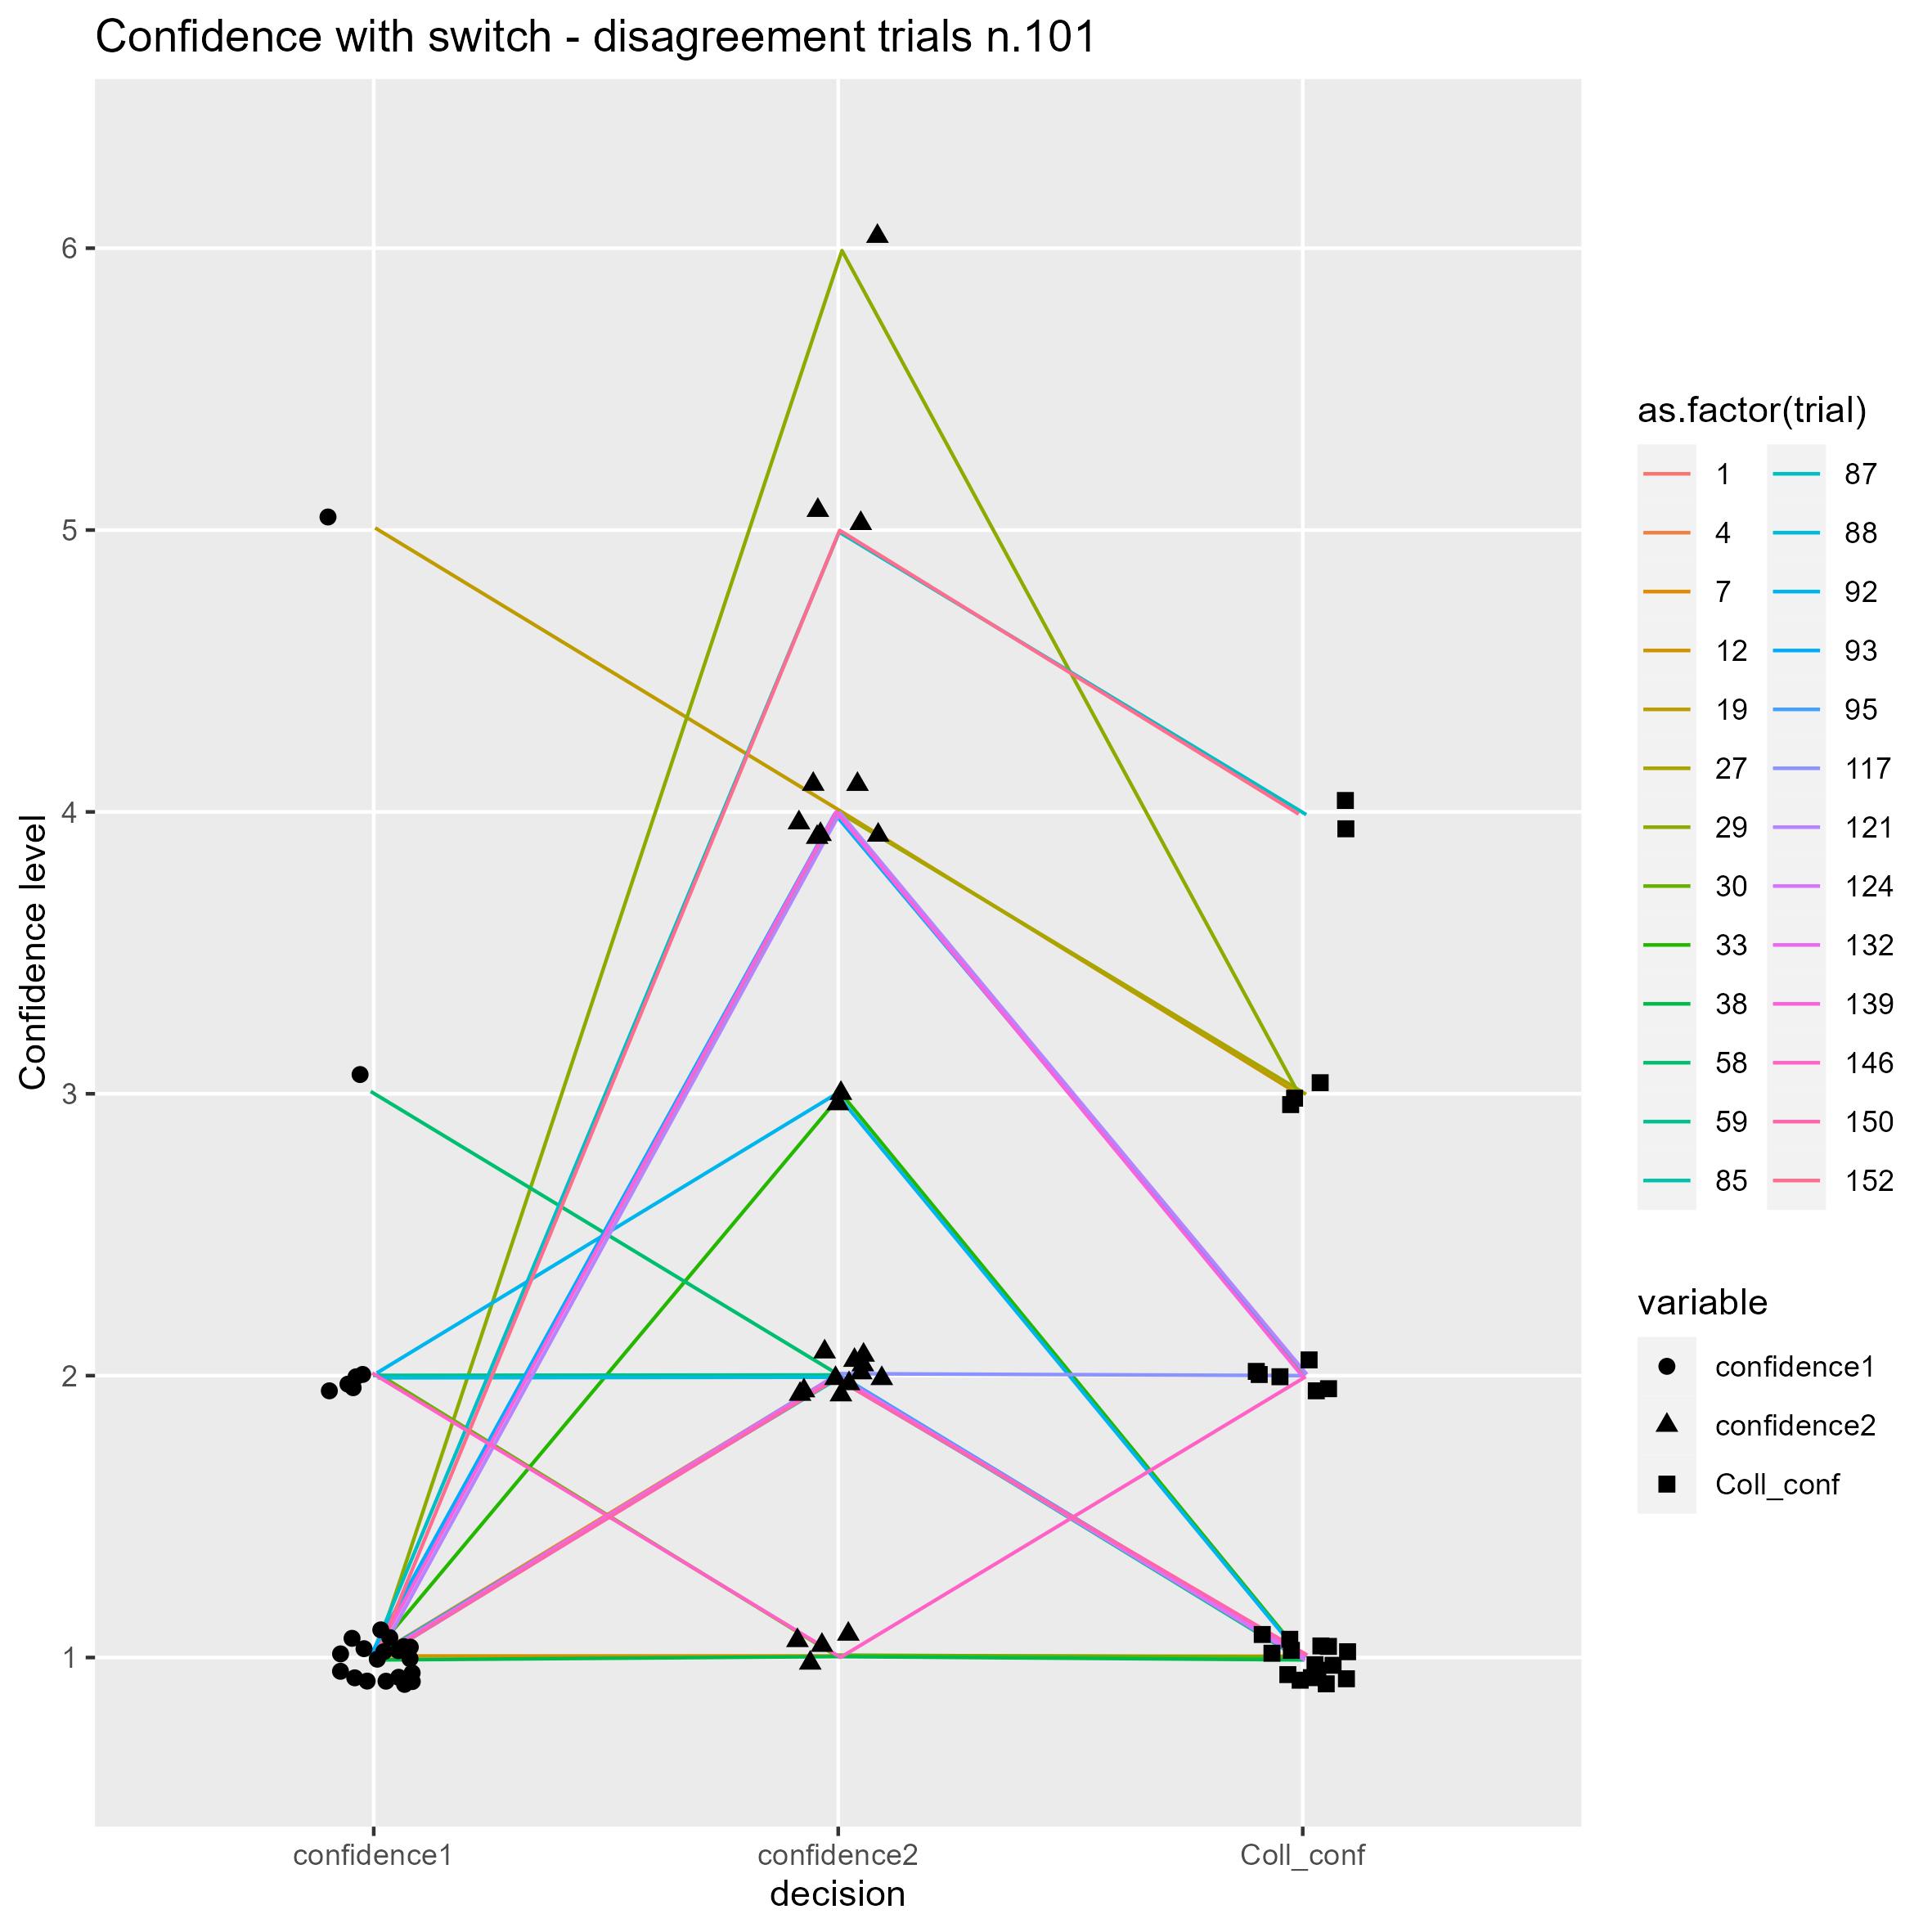 Confidence with switch - disagreement trials n.101
Confidence level
6
5
4
3
2
1
confidence1
confidence2
Coll_conf
decision
as.factor(trial)
1
4
7
12
19
27
29
30
33
38
58
59
85
87
88
92
93
95
117
121
124
132
139
146
150
152
variable
confidence1
confidence2
Coll_conf